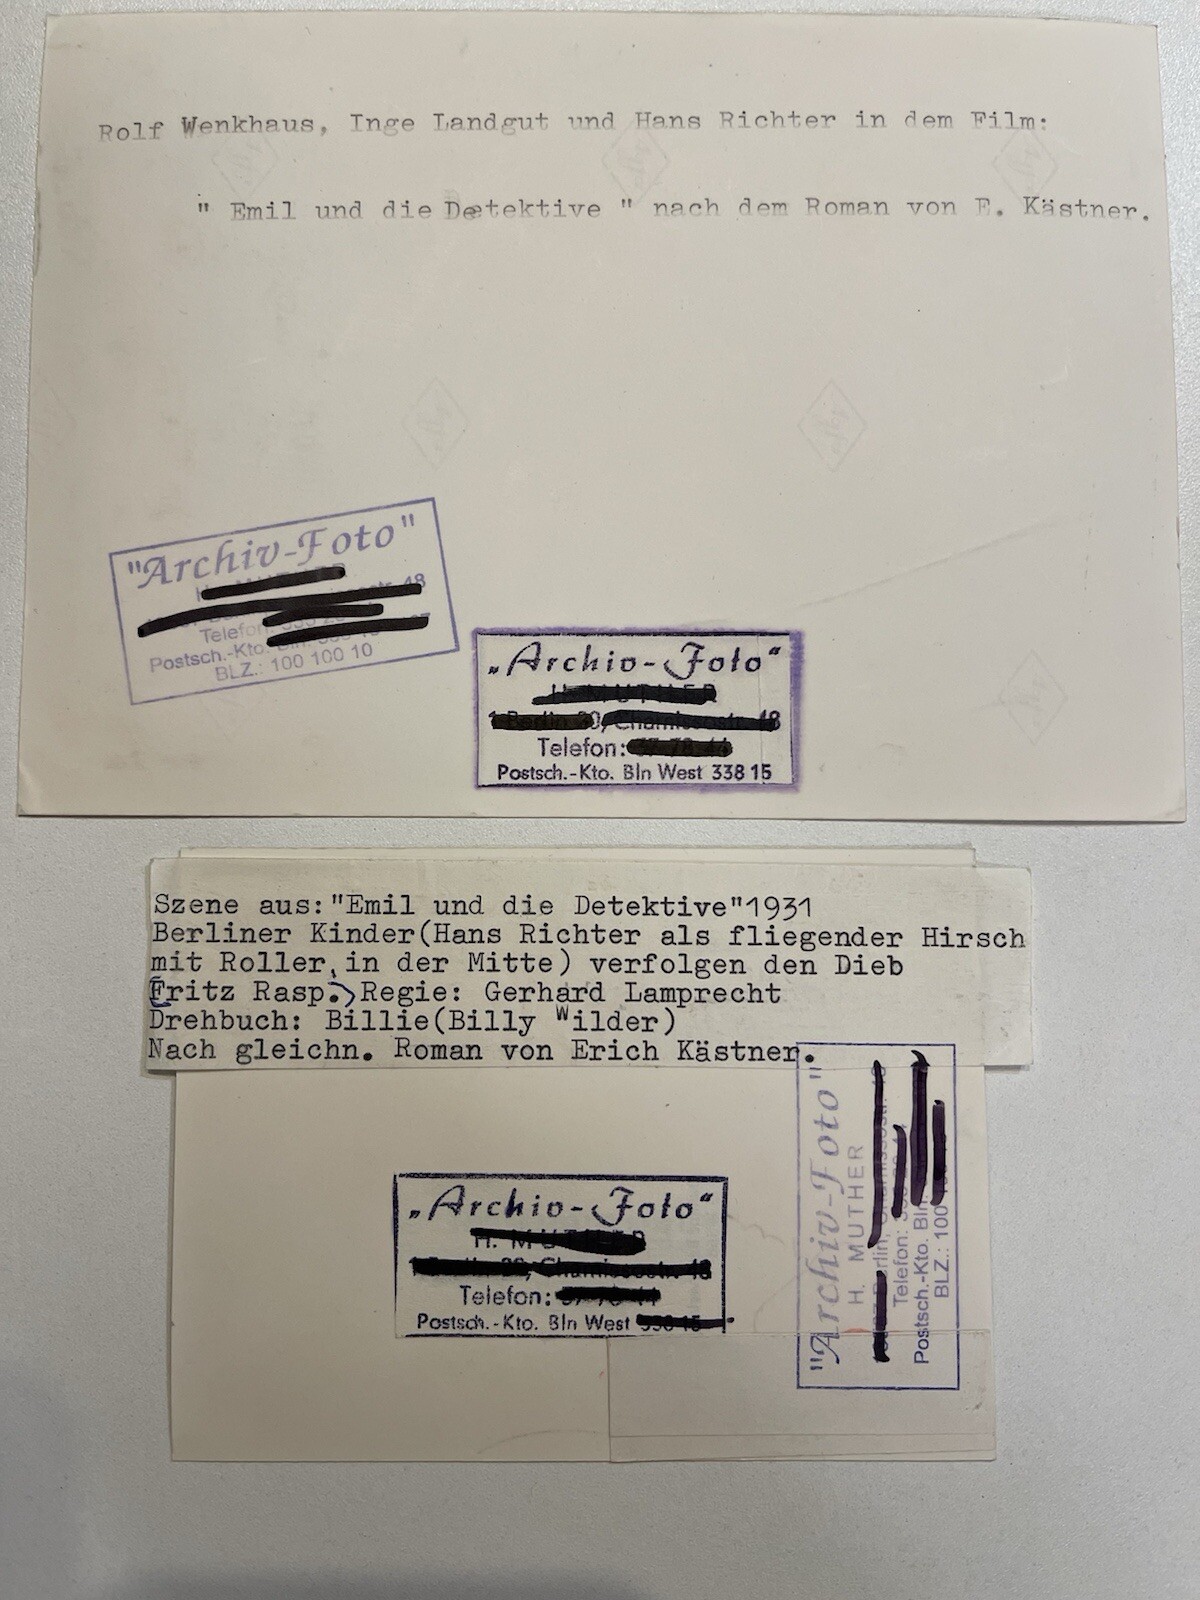 Rolf Wenkhaus, Inge Landgut und Hans Richter in dem Film:
" Emil und die Detektive " nach dem Roman von E. Kästner.
"Archiv-Foto"
Telefon:
Postsch.-Kto.
BLZ.: 100 100 10
„Archiv-Foto“
Telefon:
Postsch.-Kto. Bln West 338 15
Szene aus:"Emil und die Detektive"1931
Berliner Kinder(Hans Richter als fliegender Hirsch
mit Roller, in der Mitte) verfolgen den Dieb
Fritz Rasp.) Regie: Gerhard Lamprecht
Drehbuch: Billie(Billy Wilder)
Nach gleichn. Roman von Erich Kästner.
„Archiv-Foto“
Telefon:
Postsch.-Kto. Bln West
"Archiv-Foto"
H. MUTHER
Telefon:
Postsch.-Kto. Bln
BLZ.: 100